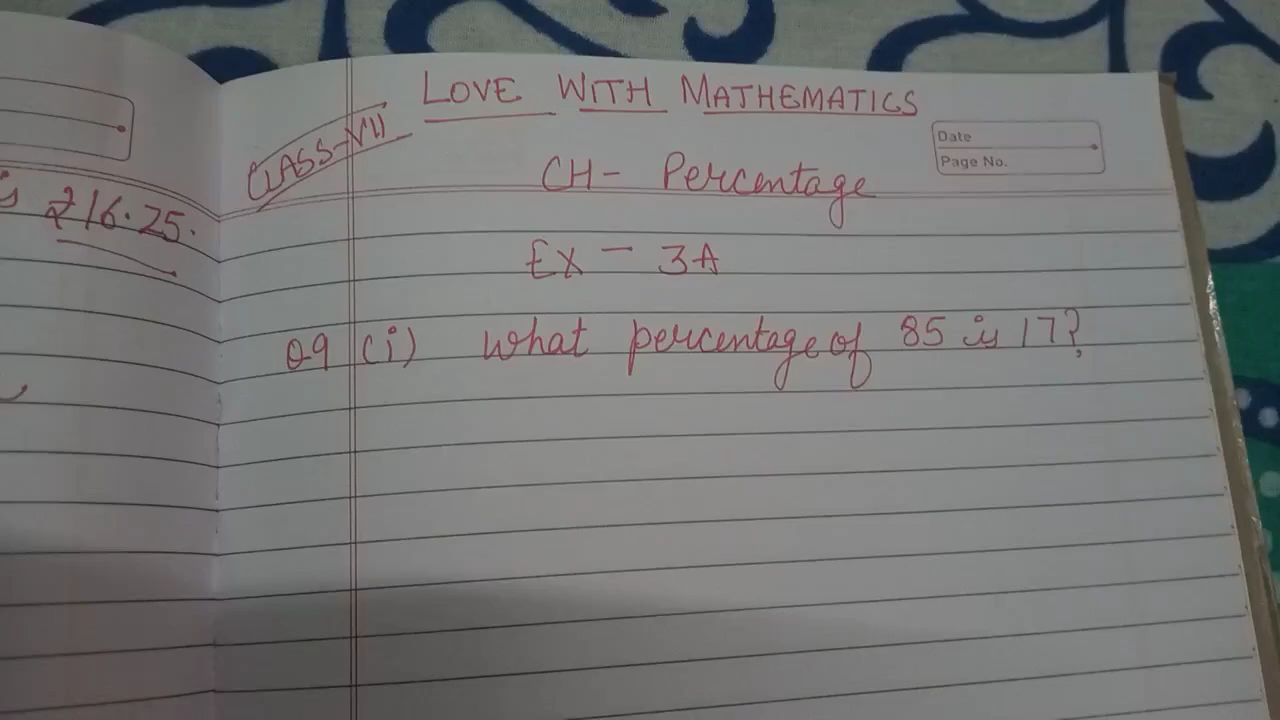 LOVE WITH MATHEMATICS
CLASS-VII
Date
Page No.
CH- Percentage
₹16.25.
Ex - 3A
Q-9 (i) What percentage of 85 is 17?